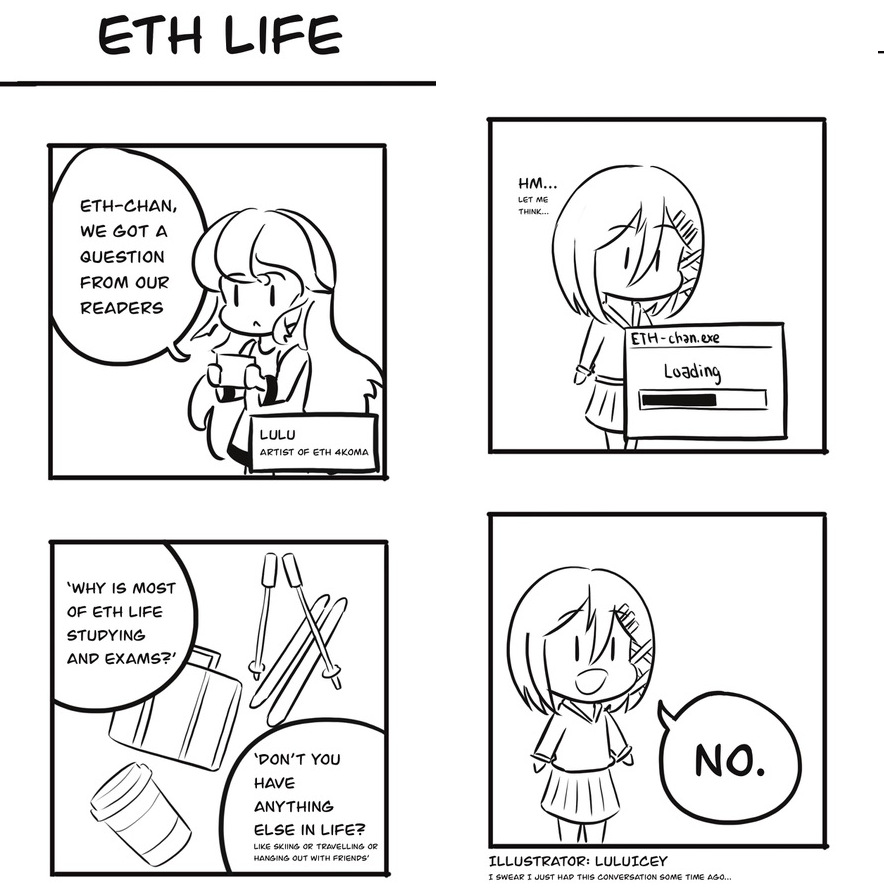 ETH LIFE
ETH-CHAN,
WE GOT A
QUESTION
FROM OUR
READERS
LULU
ARTIST OF ETH 4KOMA
'WHY IS MOST
OF ETH LIFE
STUDYING
AND EXAMS?'
'DON'T YOU
HAVE
ANYTHING
ELSE IN LIFE?
LIKE SKIING OR TRAVELLING OR
HANGING OUT WITH FRIENDS'
HM...
LET ME
THINK...
ETH-chan.exe
Loading
NO.
ILLUSTRATOR: LULUICEY
I SWEAR I JUST HAD THIS CONVERSATION SOME TIME AGO...